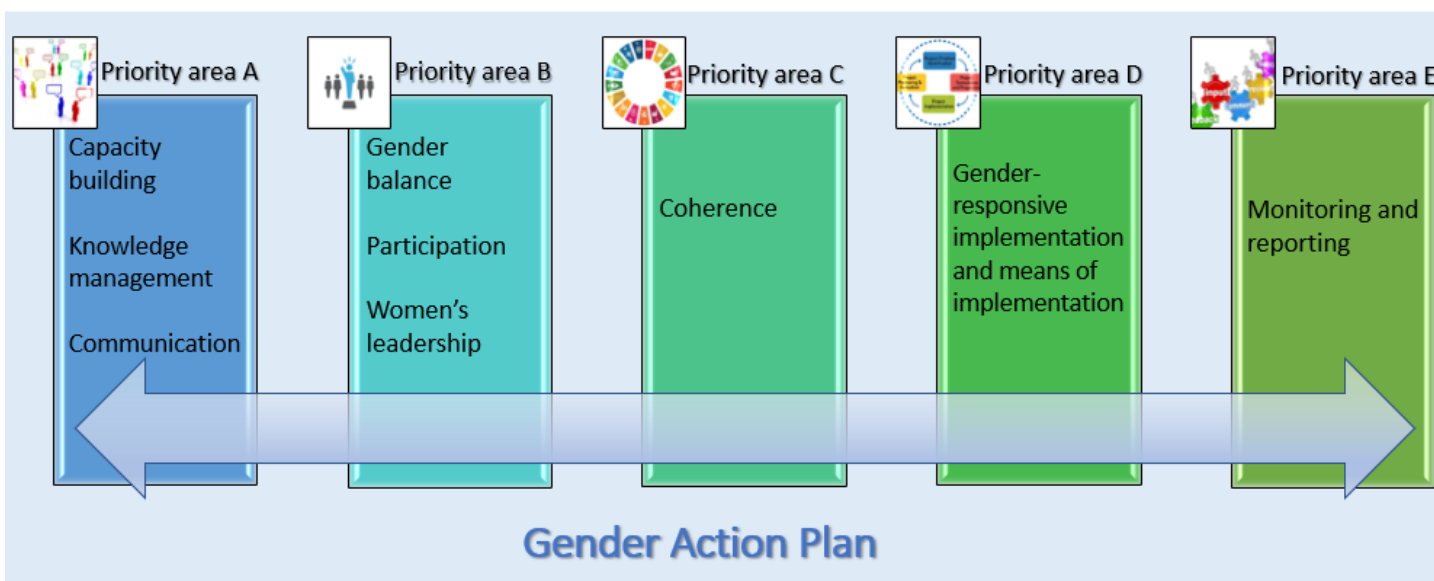 Priority area A
Capacity
building
Knowledge
management
Communication
Priority area B
Gender
balance
Participation
Women's
leadership
Priority area C
Coherence
Priority area D
Gender-
responsive
implementation
and means of
implementation
Priority area E
Input
Monitoring and
reporting
Gender Action Plan